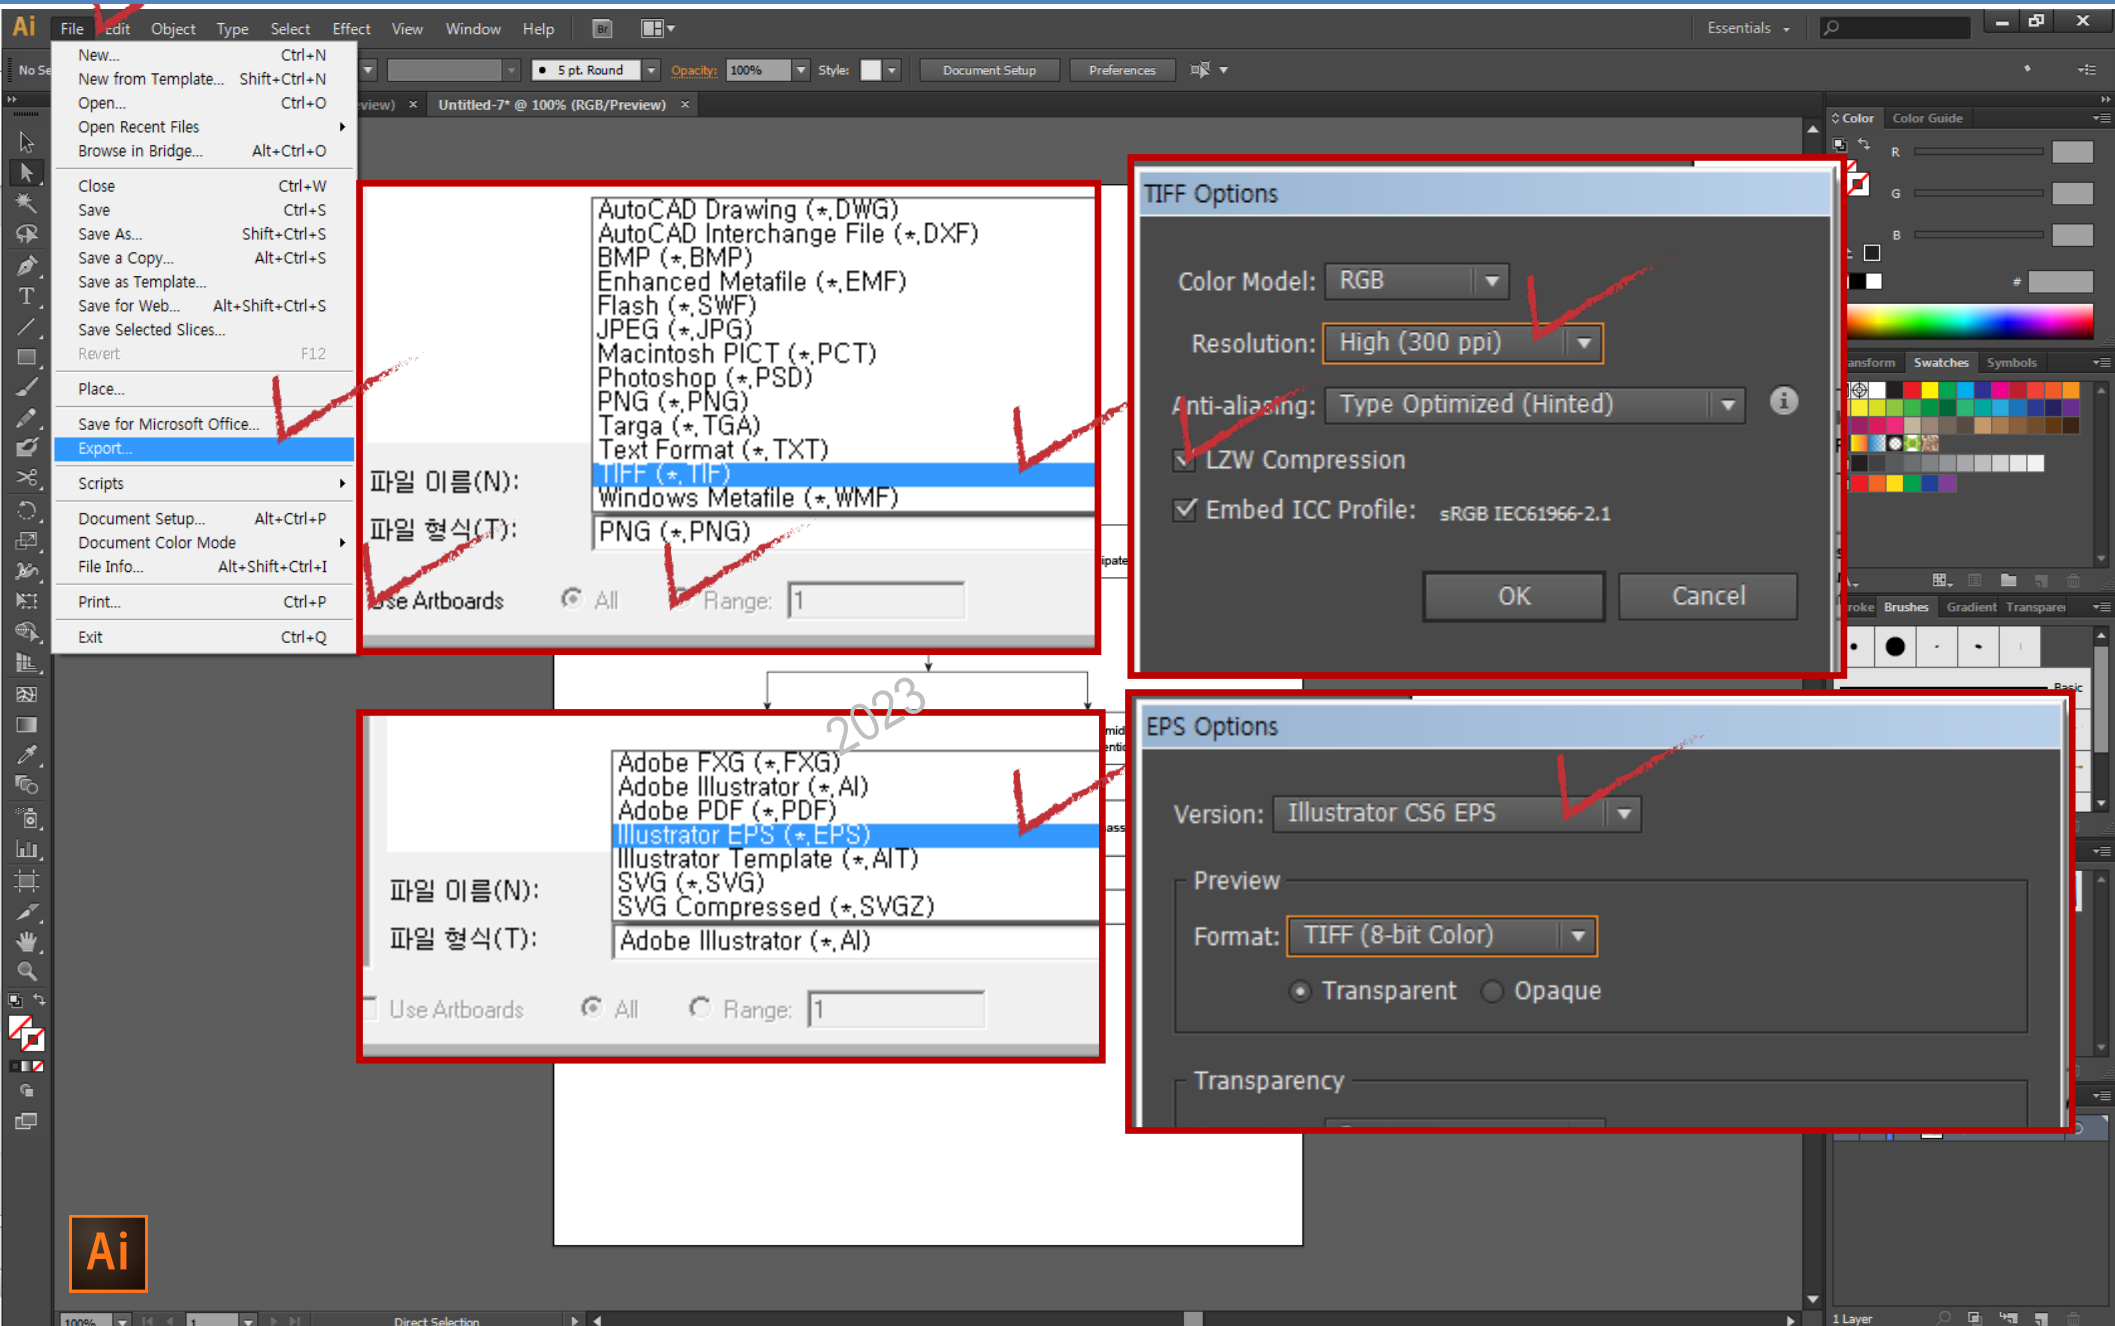 Ai File Edit Object Type Select Effect View Window Help Br Essentials
5 pt. Round Opacity: 100% Style: Document Setup Preferences
Untitled-7* @ 100% (RGB/Preview)
New... Ctrl+N
New from Template... Shift+Ctrl+N
Open... Ctrl+O
Open Recent Files
Browse in Bridge... Alt+Ctrl+O
Close Ctrl+W
Save Ctrl+S
Save As... Shift+Ctrl+S
Save a Copy... Alt+Ctrl+S
Save as Template...
Save for Web... Alt+Shift+Ctrl+S
Save Selected Slices...
Revert F12
Place...
Save for Microsoft Office...
Export...
Scripts
Document Setup... Alt+Ctrl+P
Document Color Mode
File Info... Alt+Shift+Ctrl+I
Print... Ctrl+P
Exit Ctrl+Q
AutoCAD Drawing (*.DWG)
AutoCAD Interchange File (*.DXF)
BMP (*.BMP)
Enhanced Metafile (*.EMF)
Flash (*.SWF)
JPEG (*.JPG)
Macintosh PICT (*.PCT)
Photoshop (*.PSD)
PNG (*.PNG)
Targa (*.TGA)
Text Format (*.TXT)
TIFF (*.TIF)
Windows Metafile (*.WMF)
파일 이름(N):
파일 형식(T): PNG (*.PNG)
Use Artboards All Range: 1
TIFF Options
Color Model: RGB
Resolution: High (300 ppi)
Anti-aliasing: Type Optimized (Hinted)
LZW Compression
Embed ICC Profile: sRGB IEC61966-2.1
OK Cancel
2023
Adobe FXG (*.FXG)
Adobe Illustrator (*.AI)
Adobe PDF (*.PDF)
Illustrator EPS (*.EPS)
Illustrator Template (*.AIT)
SVG (*.SVG)
SVG Compressed (*.SVGZ)
파일 이름(N):
파일 형식(T): Adobe Illustrator (*.AI)
Use Artboards All Range: 1
EPS Options
Version: Illustrator CS6 EPS
Preview
Format: TIFF (8-bit Color)
Transparent Opaque
Transparency
Color Color Guide
R
G
B
#
Swatches Symbols
Brushes Gradient
Basic
Ai
100% 1 Direct Selection
1 Layer